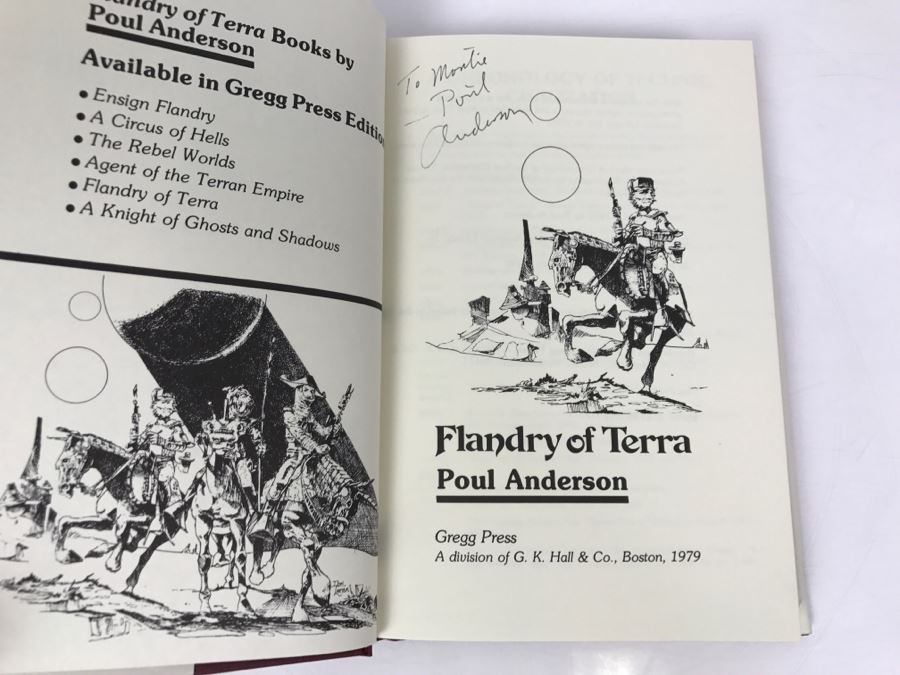 Flandry of Terra Books by
Poul Anderson
Available in Gregg Press Edition
• Ensign Flandry
• A Circus of Hells
• The Rebel Worlds
• Agent of the Terran Empire
• Flandry of Terra
• A Knight of Ghosts and Shadows
To Montie
— Poul
Anderson
Flandry of Terra
Poul Anderson
Gregg Press
A division of G. K. Hall & Co., Boston, 1979